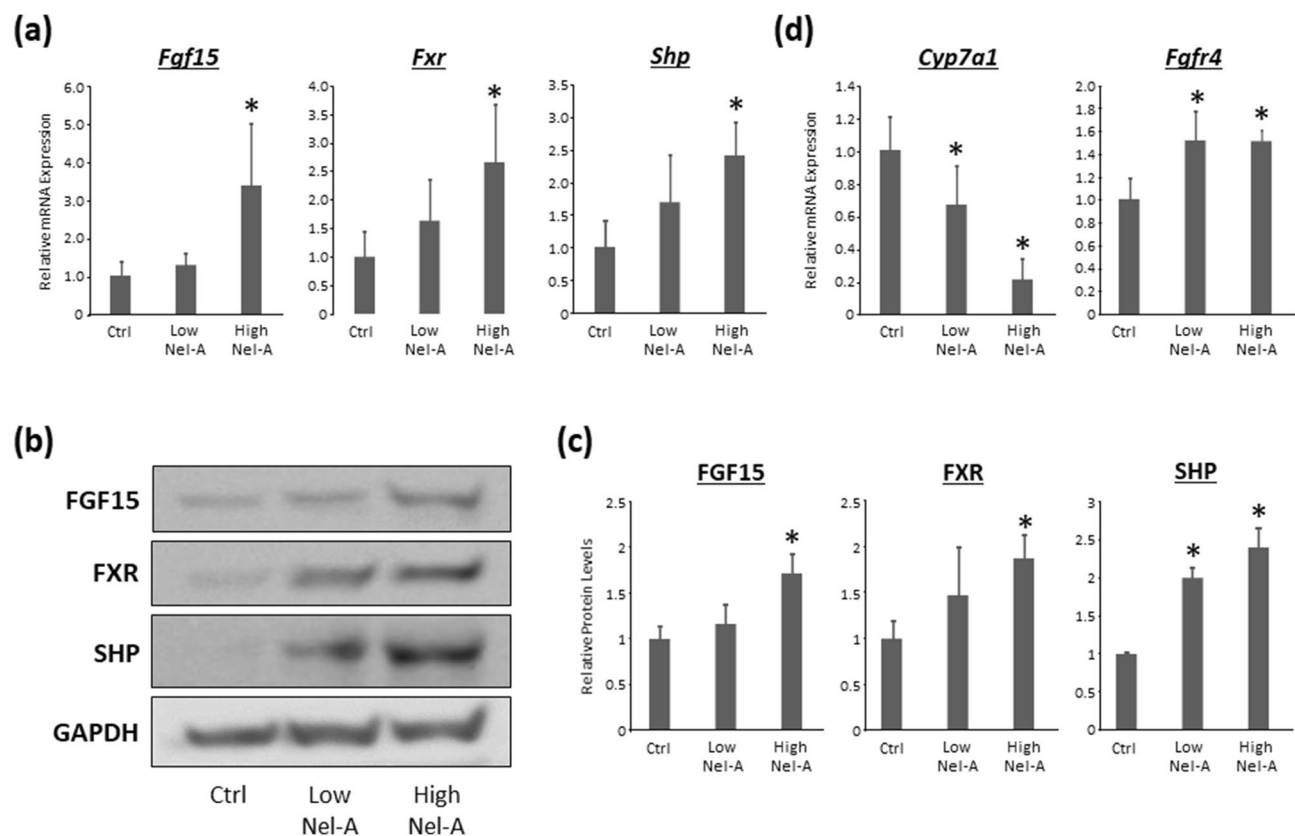 (a)
Fgf15
Relative mRNA Expression
6.0
5.0
4.0
3.0
2.0
1.0
0
Ctrl
Low
Nel-A
High
Nel-A
Fxr
4.0
3.5
3.0
2.5
2.0
1.5
1.0
0.5
0
Ctrl
Low
Nel-A
High
Nel-A
Shp
3.5
3.0
2.5
2.0
1.5
1.0
0.5
0.0
Ctrl
Low
Nel-A
High
Nel-A
*
*
*
(d)
Cyp7a1
Relative mRNA Expression
1.4
1.2
1.0
0.8
0.6
0.4
0.2
0
Ctrl
Low
Nel-A
High
Nel-A
*
*
Fgfr4
2.0
1.8
1.6
1.4
1.2
1.0
0.8
0.6
0.4
0.2
0
Ctrl
Low
Nel-A
High
Nel-A
*
*
(b)
FGF15
FXR
SHP
GAPDH
Ctrl
Low
Nel-A
High
Nel-A
(c)
FGF15
Relative Protein Levels
2.5
2
1.5
1
0.5
0
Ctrl
Low
Nel-A
High
Nel-A
*
FXR
2.5
2
1.5
1
0.5
0
Ctrl
Low
Nel-A
High
Nel-A
*
SHP
3
2.5
2
1.5
1
0.5
0
Ctrl
Low
Nel-A
High
Nel-A
*
*